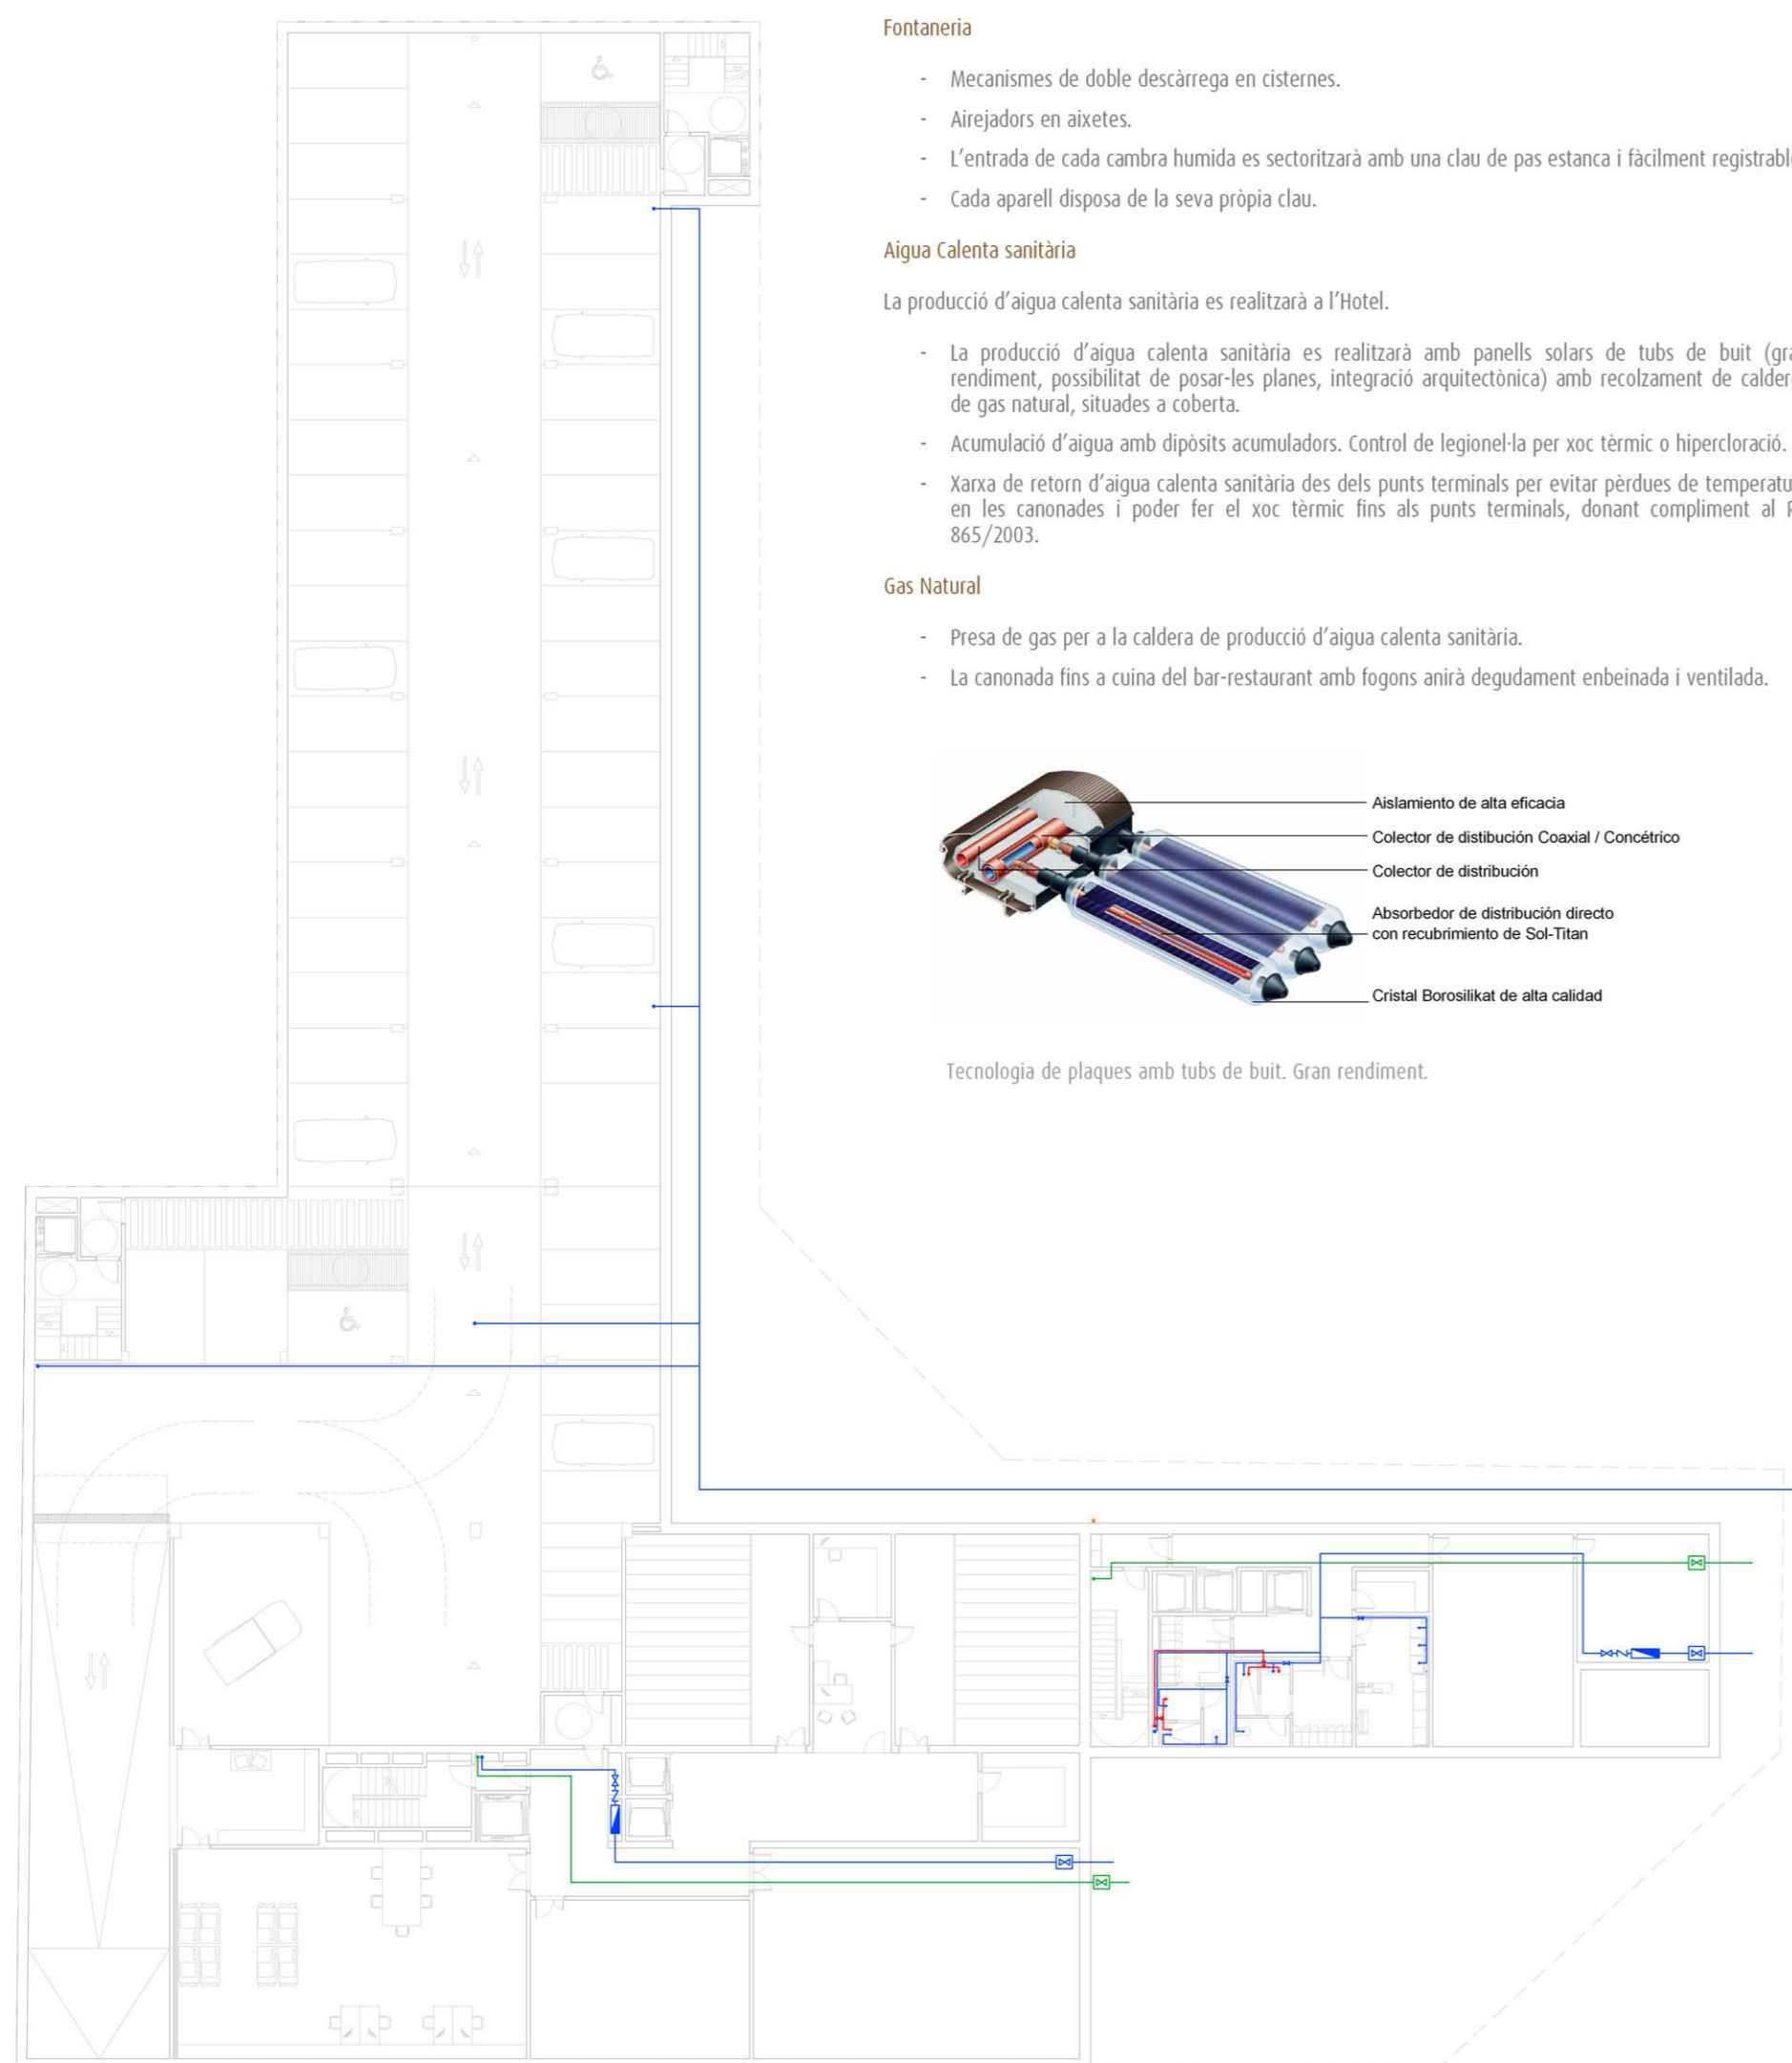 Fontaneria
- Mecanismes de doble descàrrega en cisternes.
- Airejadors en aixetes.
- L'entrada de cada cambra humida es sectoritzarà amb una clau de pas estanca i fàcilment registrable
- Cada aparell disposa de la seva pròpia clau.
Aigua Calenta sanitària
La producció d'aigua calenta sanitària es realitzarà a l'Hotel.
- La producció d'aigua calenta sanitària es realitzarà amb panells solars de tubs de buit
rendiment, possibilitat de posar-les planes, integració arquitectònica) amb recolzament de
de gas natural, situades a coberta.
- Acumulació d'aigua amb dipòsits acumuladors. Control de legionel·la per xoc tèrmic o hipercloració.
- Xarxa de retorn d'aigua calenta sanitària des dels punts terminals per evitar pèrdues de
en les canonades i poder fer el xoc tèrmic fins als punts terminals, donant compliment al
865/2003.
Gas Natural
- Presa de gas per a la caldera de producció d'aigua calenta sanitària.
- La canonada fins a cuina del bar-restaurant amb fogons anirà degudament enbeinada i ventilada.
Aislamiento de alta eficacia
Colector de distibución Coaxial / Concétrico
Colector de distribución
Absorbedor de distribución directo
con recubrimiento de Sol-Titan
Cristal Borosilikat de alta calidad
Tecnologia de plaques amb tubs de buit. Gran rendiment.